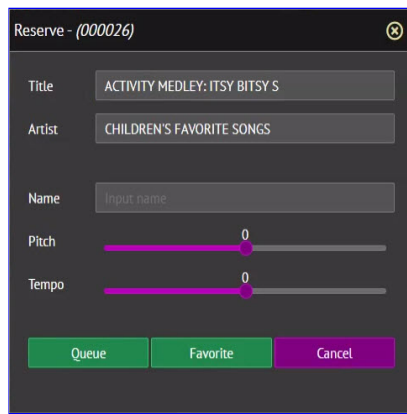 Reserve - (000026)
Title ACTIVITY MEDLEY: ITSY BITSY S
Artist CHILDREN'S FAVORITE SONGS
Name Input name
Pitch 0
Tempo 0
Queue Favorite Cancel